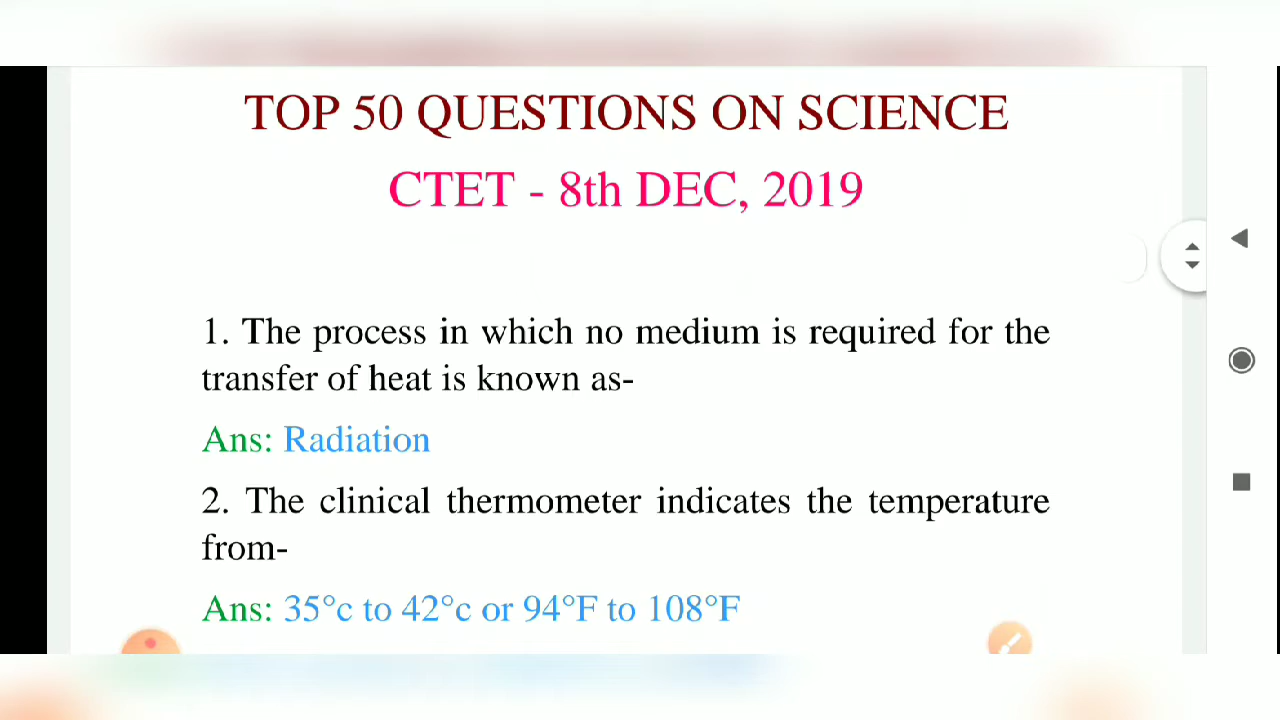 TOP 50 QUESTIONS ON SCIENCE
CTET - 8th DEC, 2019
1. The process in which no medium is required for the
transfer of heat is known as-
Ans: Radiation
2. The clinical thermometer indicates the temperature
from-
Ans: 35°c to 42°c or 94°F to 108°F